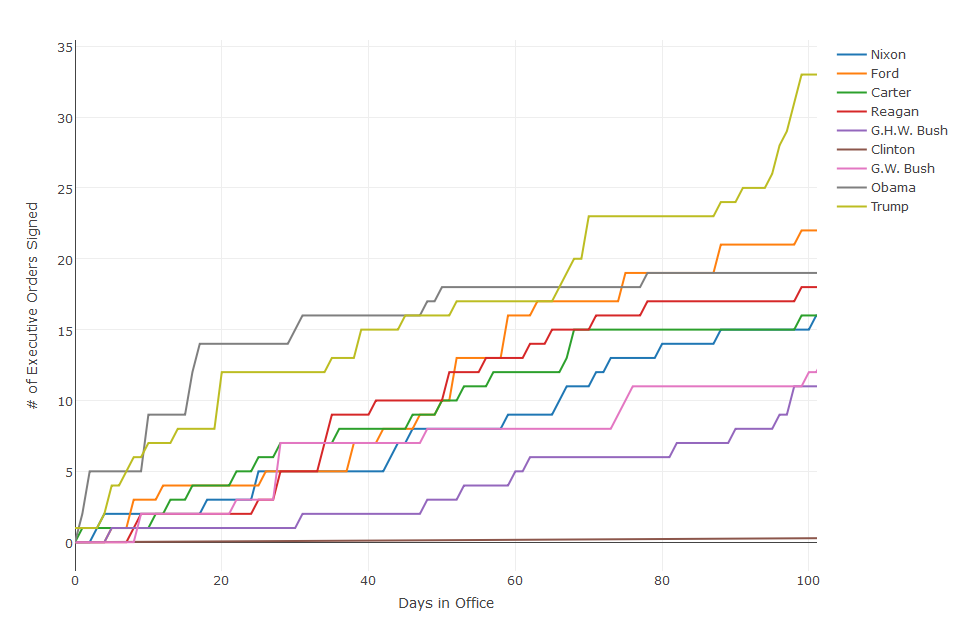 35
30
25
20
15
10
5
0
# of Executive Orders Signed
0 20 40 60 80 100
Days in Office
Nixon
Ford
Carter
Reagan
G.H.W. Bush
Clinton
G.W. Bush
Obama
Trump